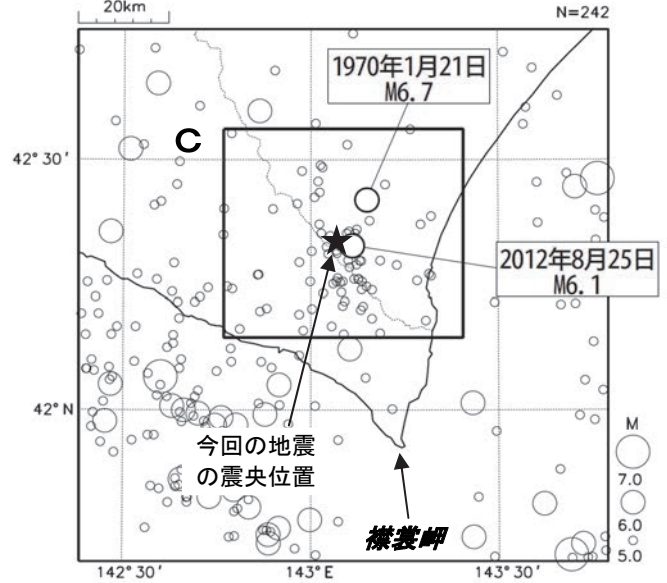 20km
N=242
1970年1月21日
M6.7
C
42°30′
2012年8月25日
M6.1
42°N
今回の地震
の震央位置
襟裳岬
M
7.0
6.0
5.0
142°30′
143°E
143°30′